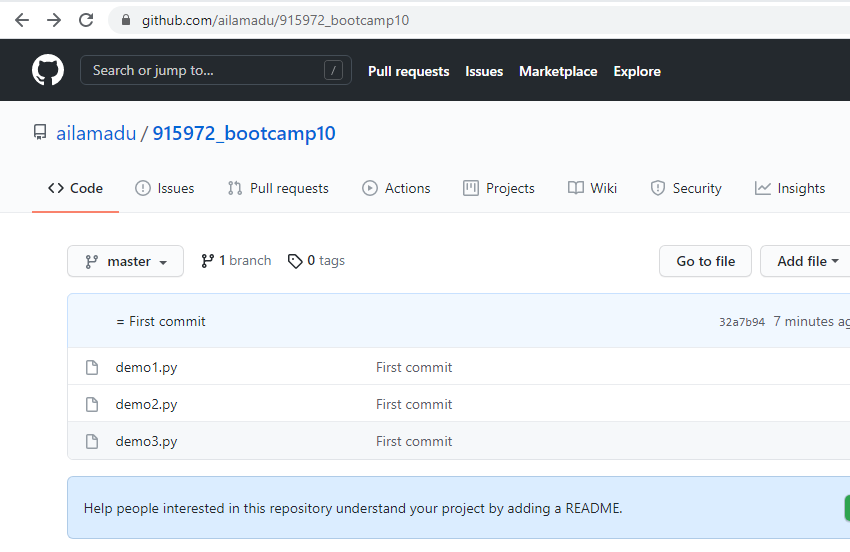 github.com/ailamadu/915972_bootcamp10
Search or jump to... /
Pull requests Issues Marketplace Explore
ailamadu / 915972_bootcamp10
Code Issues Pull requests Actions Projects Wiki Security Insights
master 1 branch 0 tags Go to file Add file
= First commit 32a7b94 7 minutes ag
demo1.py First commit
demo2.py First commit
demo3.py First commit
Help people interested in this repository understand your project by adding a README.